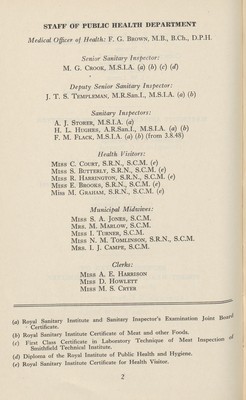 STAFF OF PUBLIC HEALTH DEPARTMENT
Medical Officer of Health: F. G. BROWN, M.B., B.Ch., D.P.H.
Senior Sanitary Inspector:
M. G. CROOK, M.S.I.A. (a) (b) (c) (d)
Deputy Senior Sanitary Inspector:
J. T. S. TEMPLEMAN, M.R.San.I., M.S.I.A. (a) (b)
Sanitary Inspectors:
A. J. STORER, M.S.I.A. (a)
H. L. HUGHES, A.R.San.I., M.S.I.A. (a) (b)
F. M. FLACK, M.S.I.A. (a) (b) (from 3.8.48)
Health Visitors:
MISS C. COURT, S.R.N., S.C.M. (e)
MISS S. BUTTERLY, S.R.N., S.C.M. (e)
MISS R. HARRINGTON, S.R.N., S.C.M. (e)
MISS E. BROOKS, S.R.N., S.C.M. (e)
MISS M. GRAHAM, S.R.N., S.C.M. (e)
Municipal Midwives:
MISS S. A. JONES, S.C.M.
MRS. M. MARLOW, S.C.M.
MISS I. TURNER, S.C.M.
MISS N. M. TOMLINSON, S.R.N., S.C.M.
MRS. I. J. CAMPE, S.C.M.
Clerks:
MISS A. E. HARRISON
MISS D. HOWLETT
MISS M. S. CRYER
(a) Royal Sanitary Institute and Sanitary Inspector's Examination Joint Board Certificate.
(b) Royal Sanitary Institute Certificate of Meat and other Foods.
(c) First Class Certificate in Laboratory Technique of Meat Inspection of
Smithfield Technical Institute.
(d) Diploma of the Royal Institute of Public Health and Hygiene.
(e) Royal Sanitary Institute Certificate for Health Visitor.
2